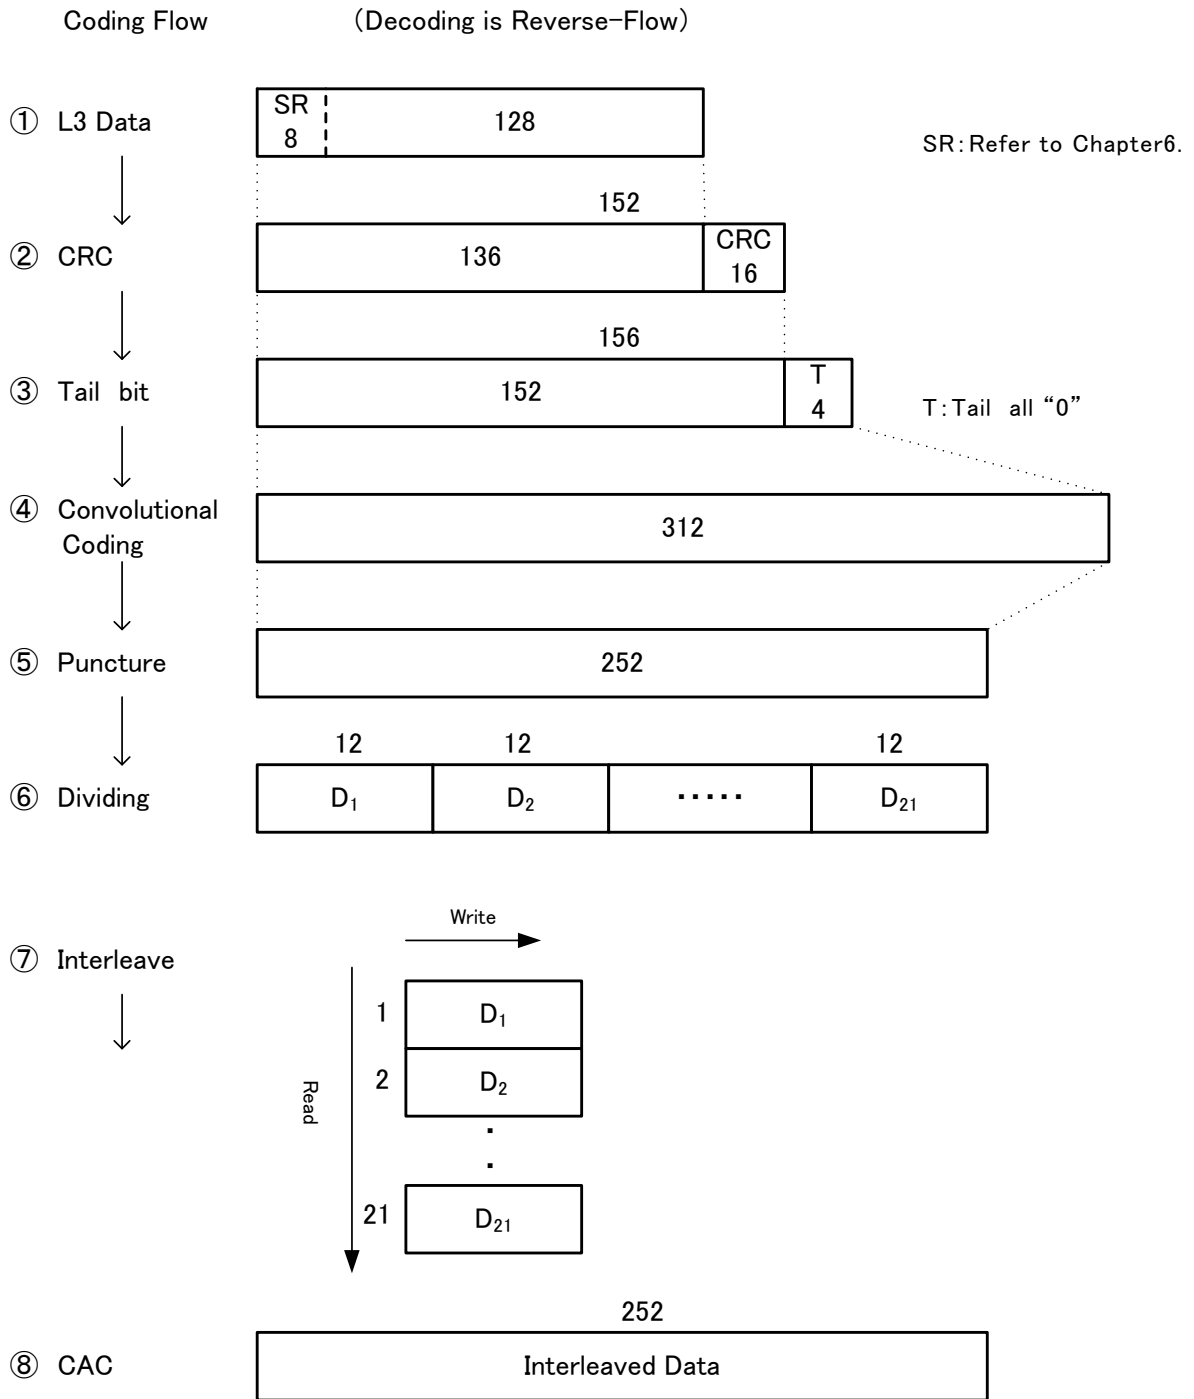 Coding Flow (Decoding is Reverse-Flow)
① L3 Data
SR
8
128
SR:Refer to Chapter6.
152
② CRC
136
CRC
16
156
③ Tail bit
152
T
4
T:Tail all “0”
④ Convolutional
Coding
312
⑤ Puncture
252
12 12 12
⑥ Dividing
D₁ D₂ ····· D₂₁
Write
⑦ Interleave
Read
1 D₁
2 D₂
·
·
21 D₂₁
252
⑧ CAC
Interleaved Data